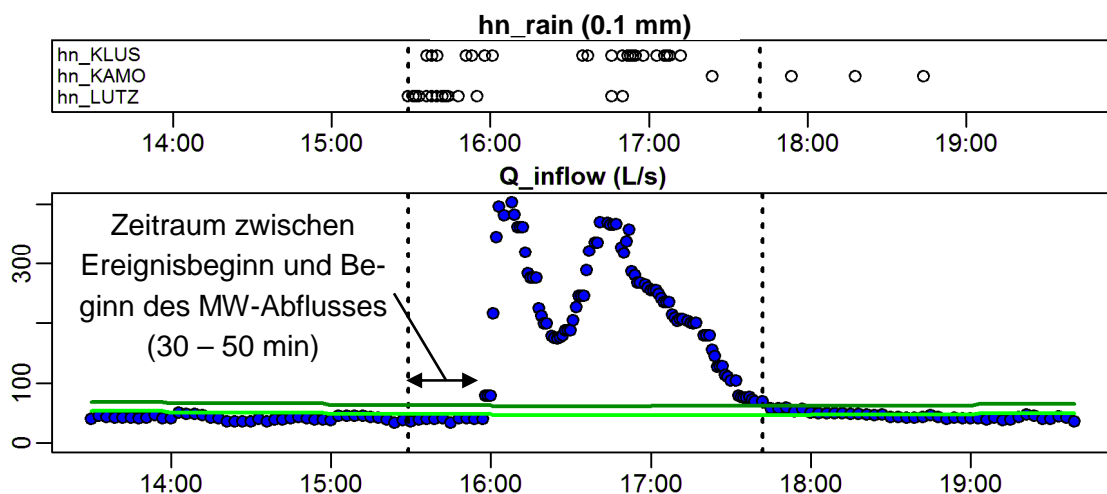 hn_rain (0.1 mm)
hn_KLUS
hn_KAMO
hn_LUTZ
14:00 15:00 16:00 17:00 18:00 19:00
Q_inflow (L/s)
Zeitraum zwischen
Ereignisbeginn und Be-
ginn des MW-Abflusses
(30 – 50 min)
300
100
0
14:00 15:00 16:00 17:00 18:00 19:00